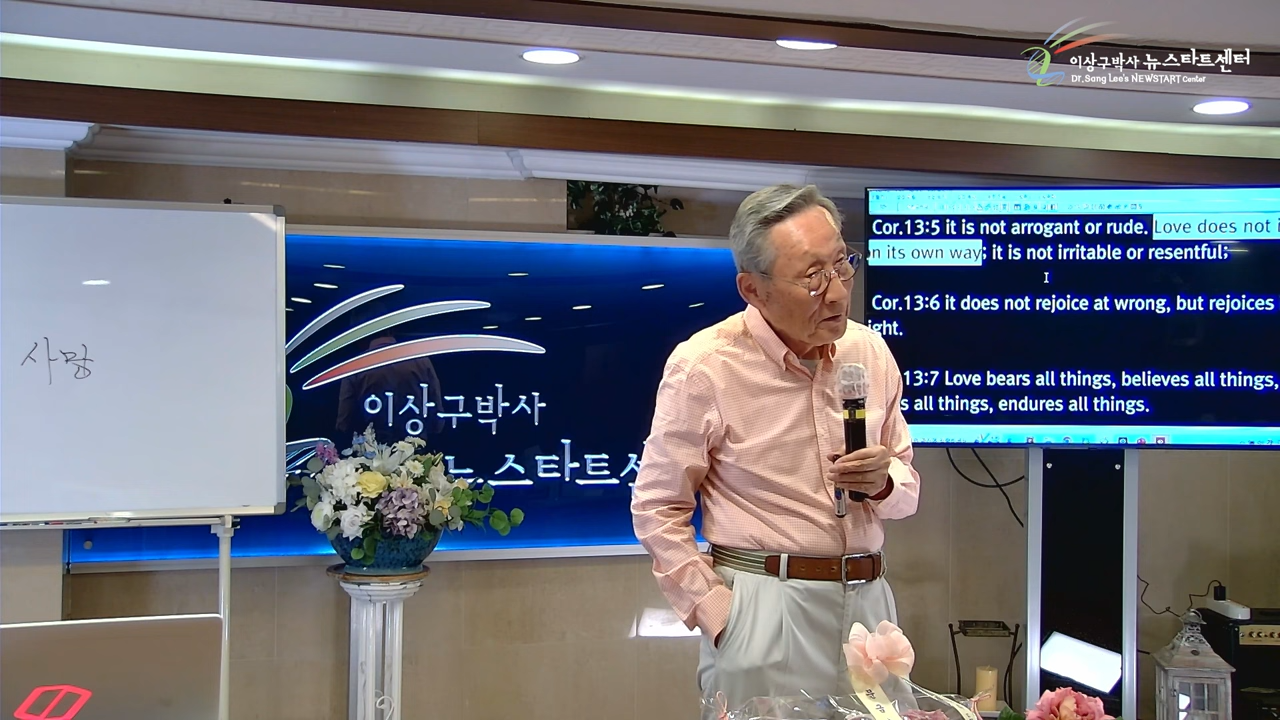 이상구박사 뉴스타트센터
Dr. Sang Lee's NEWSTART Center
사망
이상구박사
뉴스타트센
Cor.13:5 it is not arrogant or rude. Love does not
n its own way; it is not irritable or resentful;
Cor.13:6 it does not rejoice at wrong, but rejoices
ight.
13:7 Love bears all things, believes all things,
s all things, endures all things.